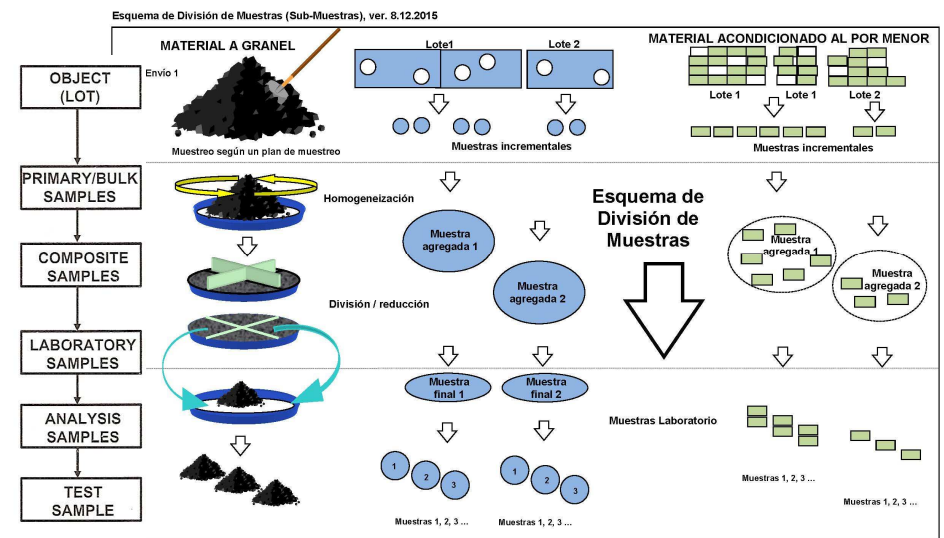 Esquema de División de Muestras (Sub-Muestras), ver. 8.12.2015
OBJECT
(LOT)
PRIMARY/BULK
SAMPLES
COMPOSITE
SAMPLES
LABORATORY
SAMPLES
ANALYSIS
SAMPLES
TEST
SAMPLE
MATERIAL A GRANEL
Envío 1
Muestreo según un plan de muestreo
Homogeneización
División / reducción
Lote1
Lote 2
Muestras incrementales
Muestra
agregada 1
Muestra
agregada 2
Muestra
final 1
Muestra
final 2
1
2
3
1
2
3
Muestras 1, 2, 3 ...
Muestras 1, 2, 3 ...
Esquema de
División de
Muestras
MATERIAL ACONDICIONADO AL POR MENOR
Lote 1
Lote 1
Lote 2
Muestras incrementales
Muestra
agregada 1
Muestra
agregada 2
Muestras Laboratorio
Muestras 1, 2, 3 ...
Muestras 1, 2, 3 ...